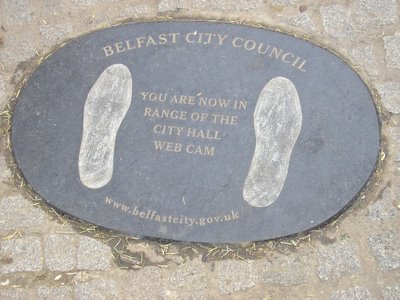 BELFAST CITY COUNCIL
YOU ARE NOW IN
RANGE OF THE
CITY HALL
WEB CAM
www.belfastcity.gov.uk